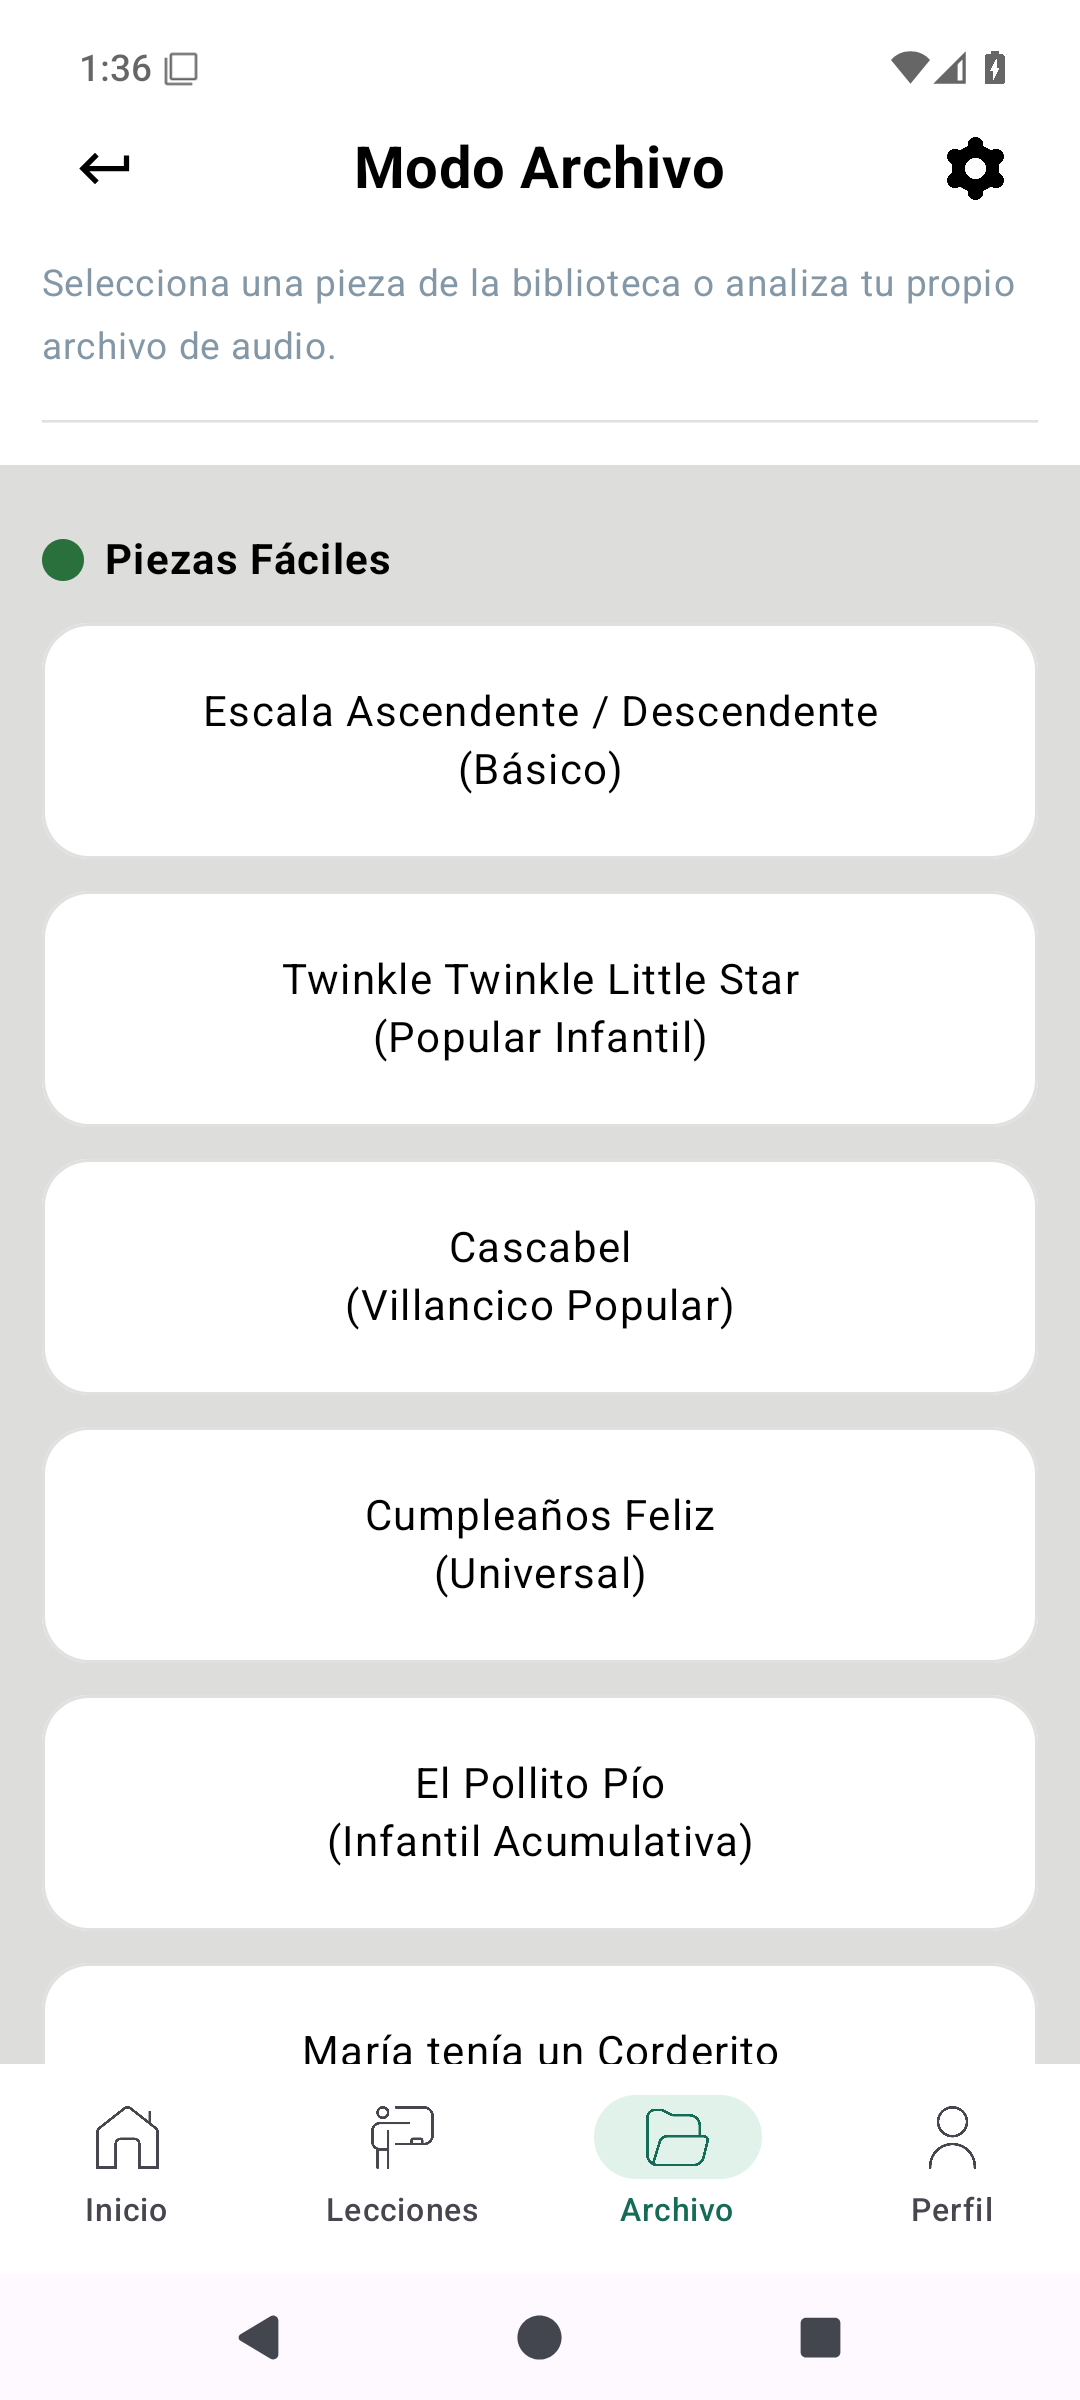 1:36
Modo Archivo
Selecciona una pieza de la biblioteca o analiza tu propio
archivo de audio.
Piezas Fáciles
Escala Ascendente / Descendente
(Básico)
Twinkle Twinkle Little Star
(Popular Infantil)
Cascabel
(Villancico Popular)
Cumpleaños Feliz
(Universal)
El Pollito Pío
(Infantil Acumulativa)
María tenía un Corderito
Inicio
Lecciones
Archivo
Perfil